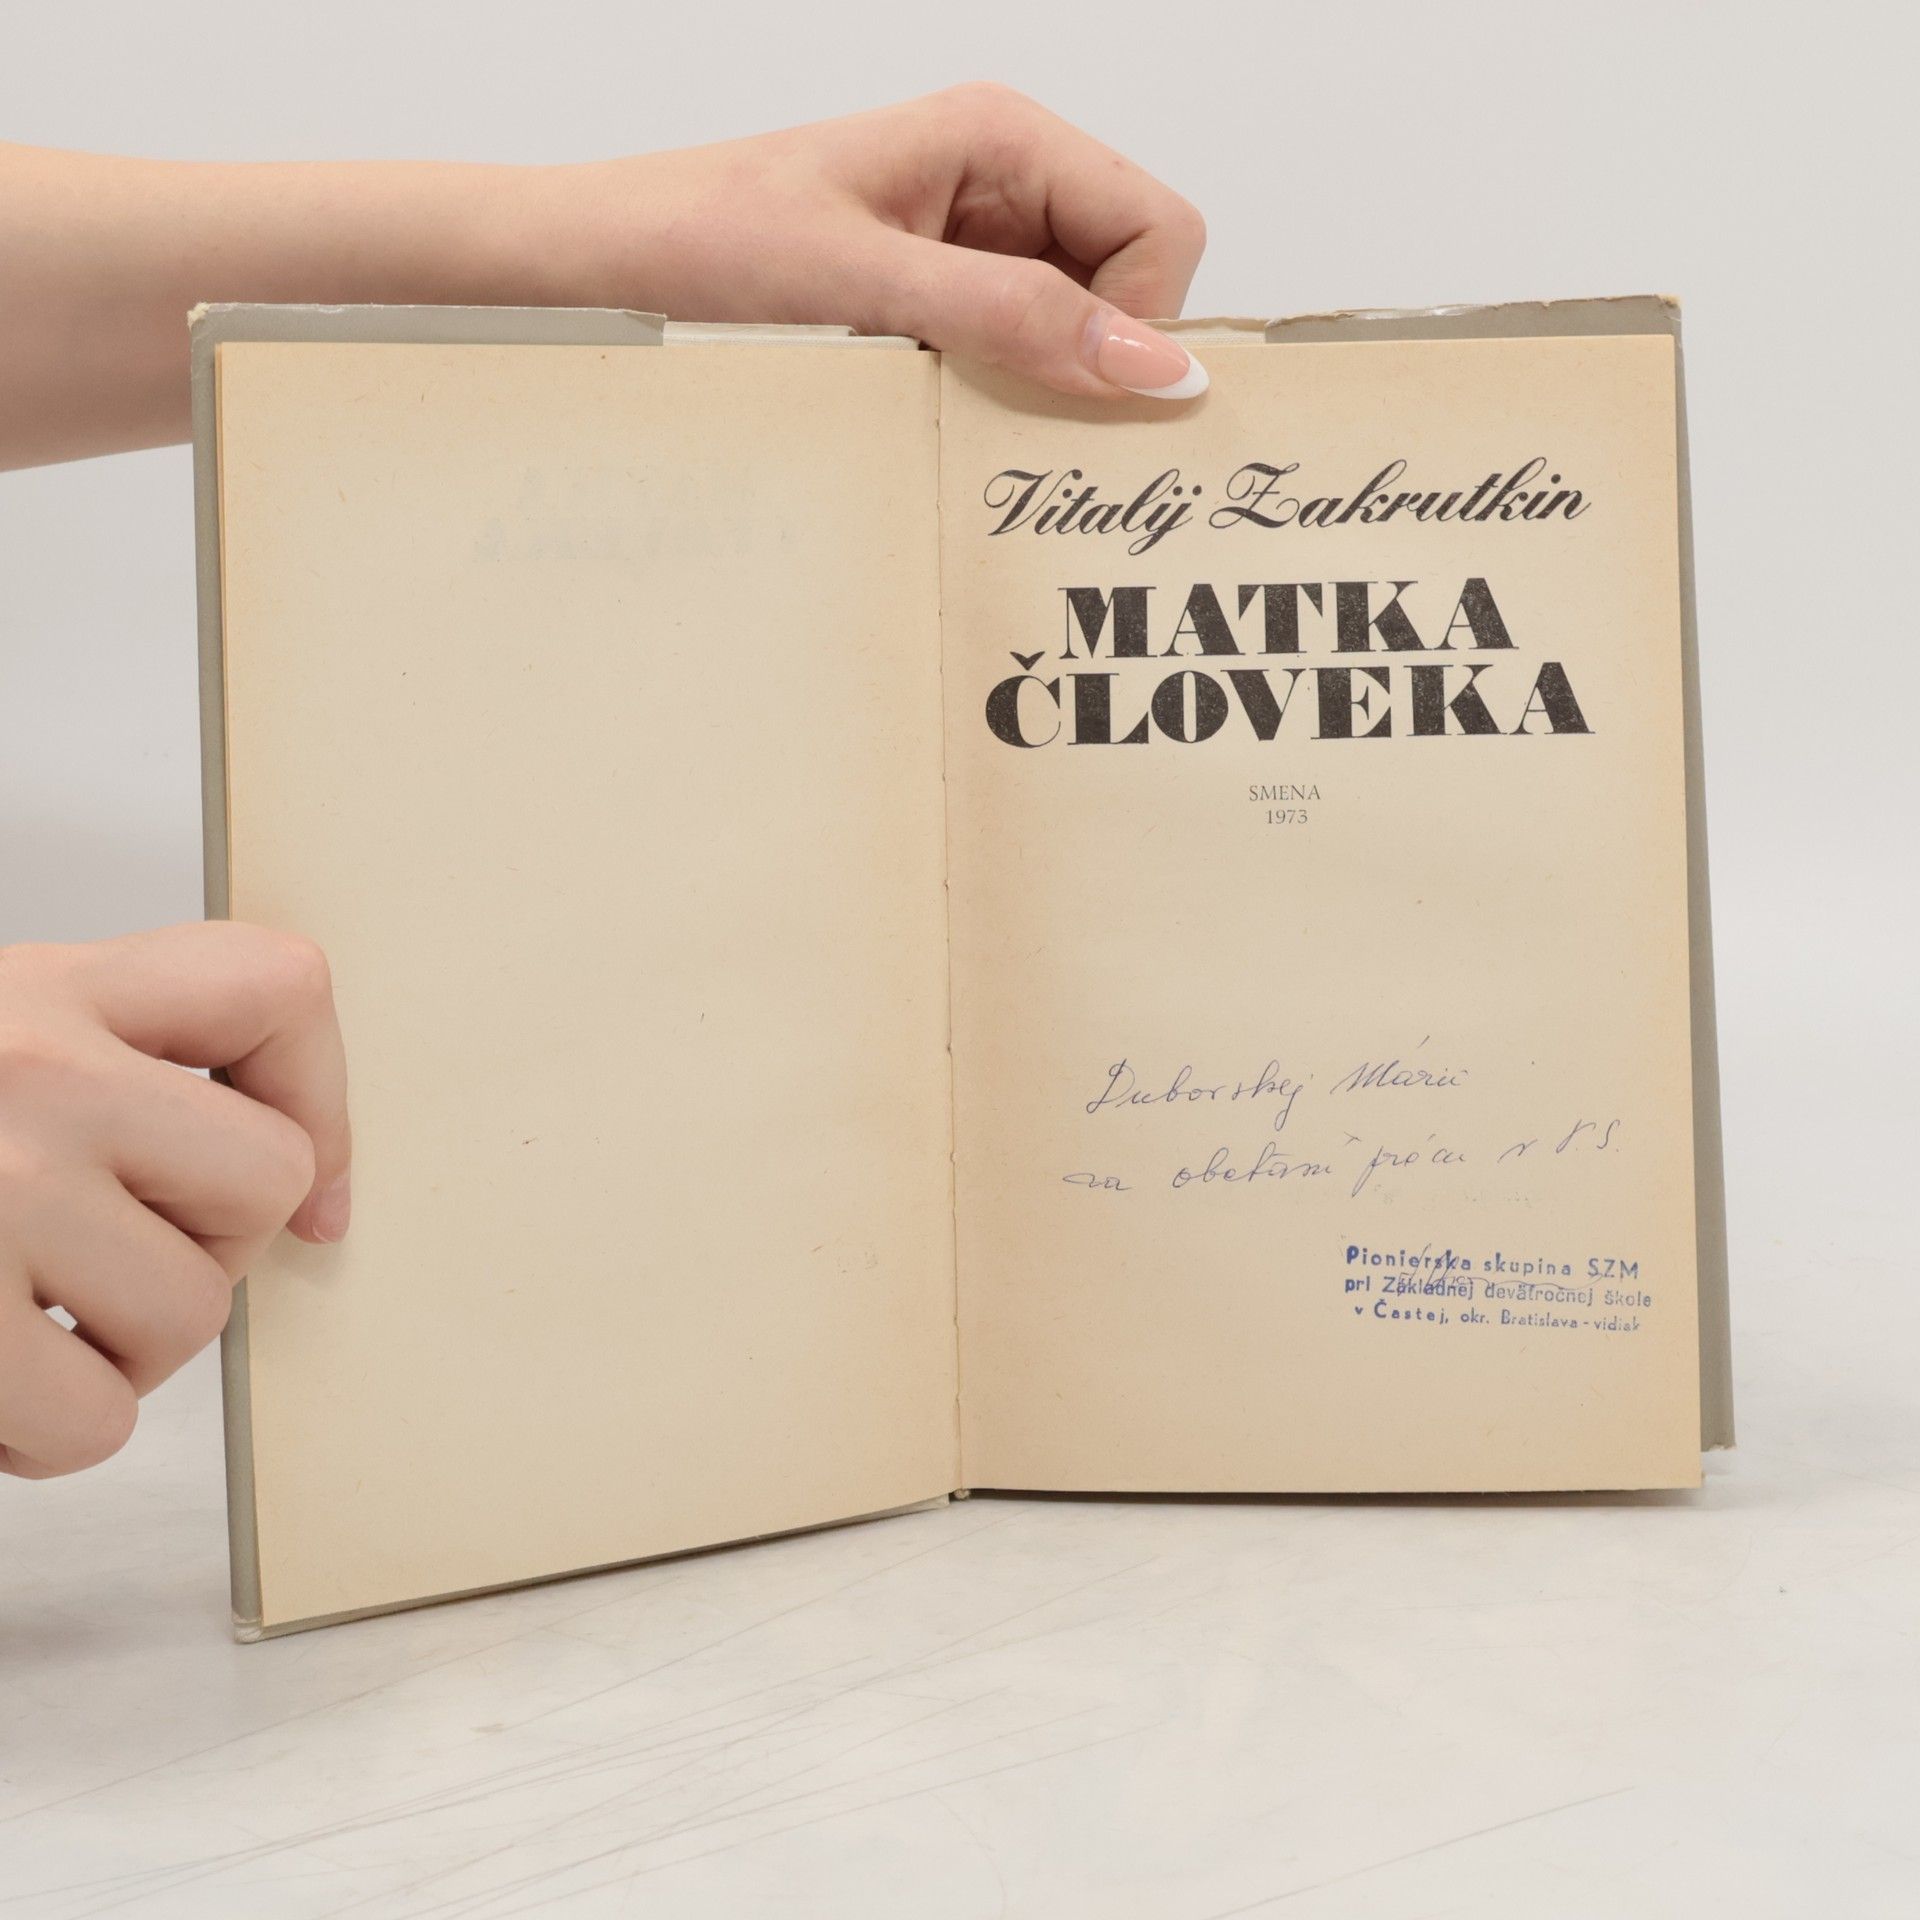 Vitalij Zakrutkin
MATKA
ČLOVEKA
SMENA
1973
Duborskej Márii
za obetavú prácu v P.S.
Pionierska skupina SZM
pri Základnej deväťročnej škole
v Častej, okr. Bratislava-vidiek